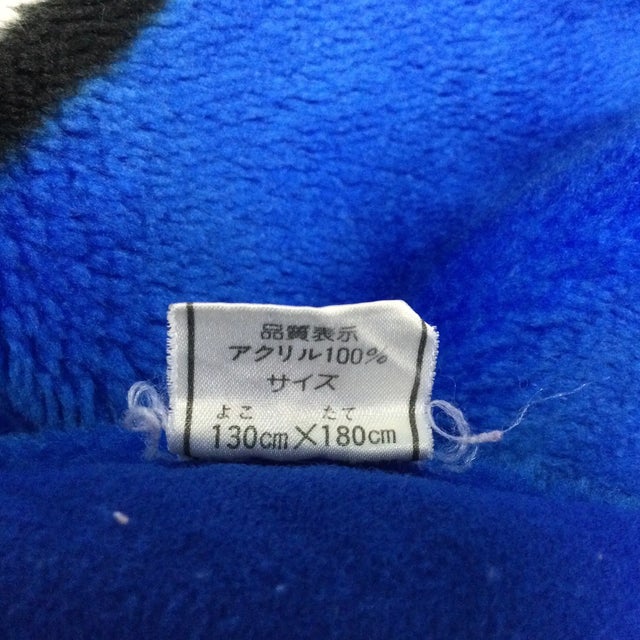 品質表示
アクリル100%
サイズ
よこ たて
130cm×180cm